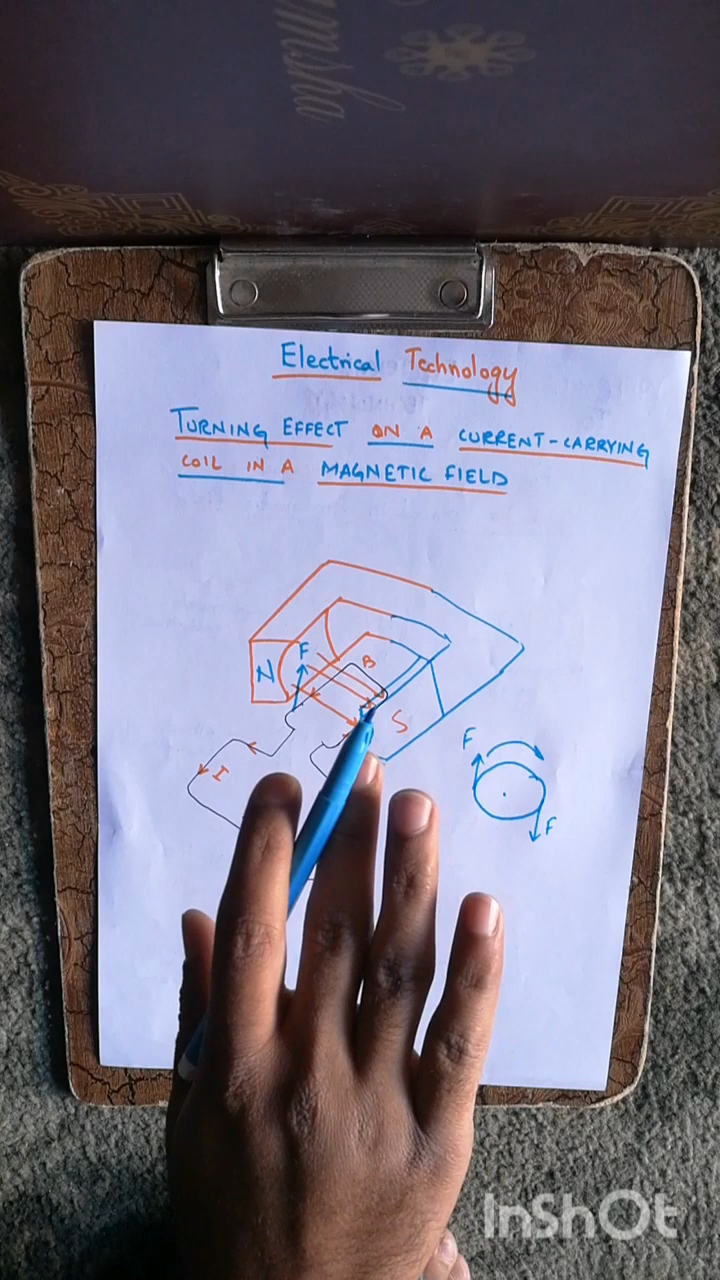 Electrical Technology
TURNING EFFECT ON A CURRENT-CARRYING
COIL IN A MAGNETIC FIELD
F
N
B
S
I
F
F
InShOt